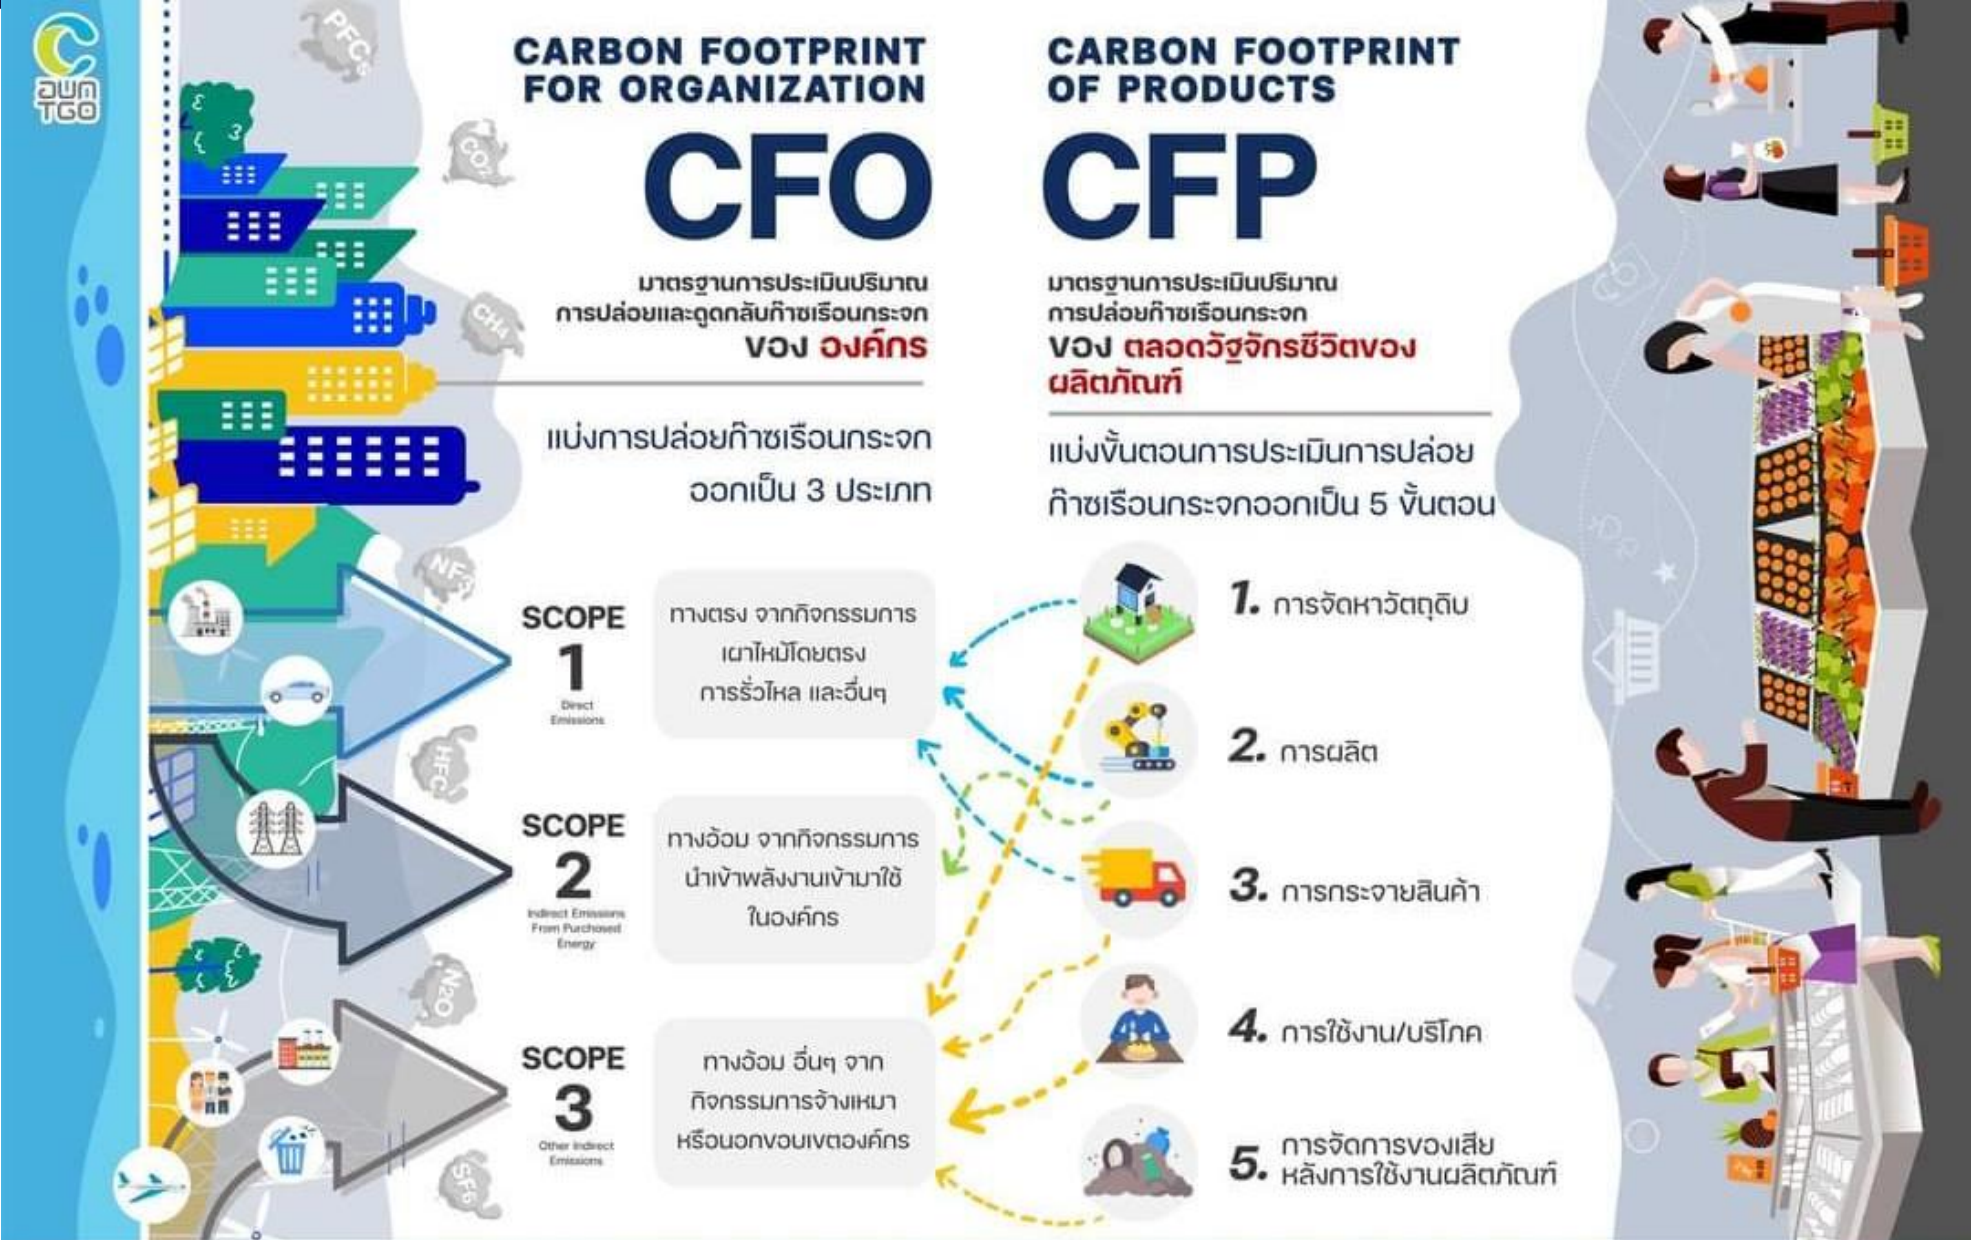 อบก
TGO
CARBON FOOTPRINT
FOR ORGANIZATION
CFO
มาตรฐานการประเมินปริมาณ
การปล่อยและดูดกลับก๊าซเรือนกระจก
ของ องค์กร
แบ่งการปล่อยก๊าซเรือนกระจก
ออกเป็น 3 ประเภท
SCOPE
1
Direct
Emissions
ทางตรง จากกิจกรรมการ
เผาไหม้โดยตรง
การรั่วไหล และอื่นๆ
SCOPE
2
Indirect Emissions
From Purchased
Energy
ทางอ้อม จากกิจกรรมการ
นำเข้าพลังงานเข้ามาใช้
ในองค์กร
SCOPE
3
Other Indirect
Emissions
ทางอ้อม อื่นๆ จาก
กิจกรรมการจ้างเหมา
หรือนอกขอบเขตองค์กร
CARBON FOOTPRINT
OF PRODUCTS
CFP
มาตรฐานการประเมินปริมาณ
การปล่อยก๊าซเรือนกระจก
ของ ตลอดวัฐจักรชีวิตของ
ผลิตภัณฑ์
แบ่งขั้นตอนการประเมินการปล่อย
ก๊าซเรือนกระจกออกเป็น 5 ขั้นตอน
1. การจัดหาวัตถุดิบ
2. การผลิต
3. การกระจายสินค้า
4. การใช้งาน/บริโภค
5. การจัดการของเสีย
หลังการใช้งานผลิตภัณฑ์
PFCs
CO2
CH4
NF3
HFCs
N2O
SF6